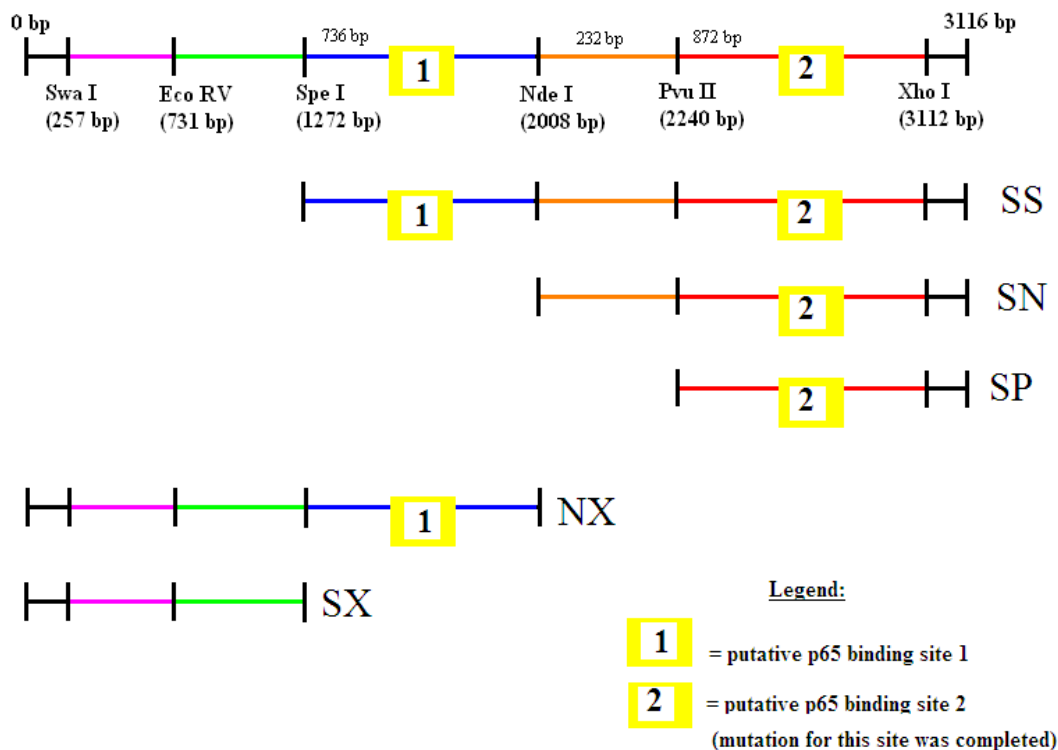 0 bp
3116 bp
736 bp
232 bp
872 bp
1
2
Swa I
(257 bp)
Eco RV
(731 bp)
Spe I
(1272 bp)
Nde I
(2008 bp)
Pvu II
(2240 bp)
Xho I
(3112 bp)
1
2
SS
2
SN
2
SP
1
NX
SX
Legend:
1 = putative p65 binding site 1
2 = putative p65 binding site 2
(mutation for this site was completed)